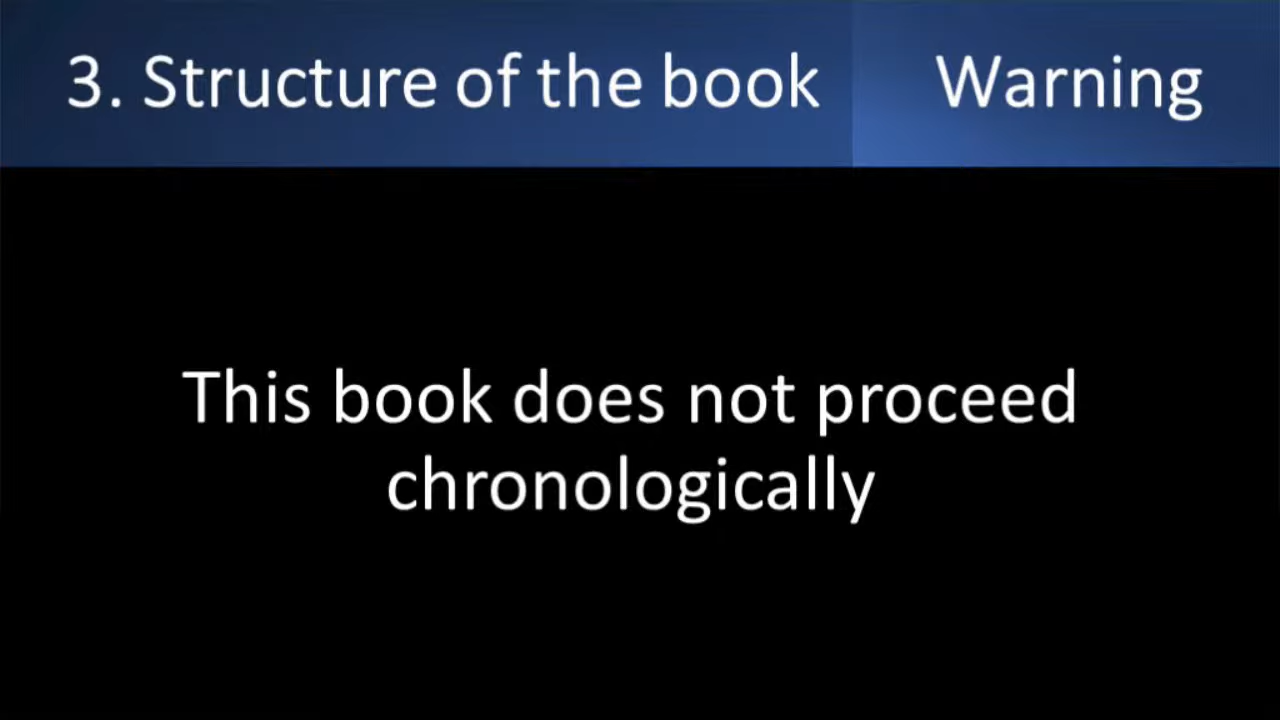 3. Structure of the book
Warning
This book does not proceed
chronologically